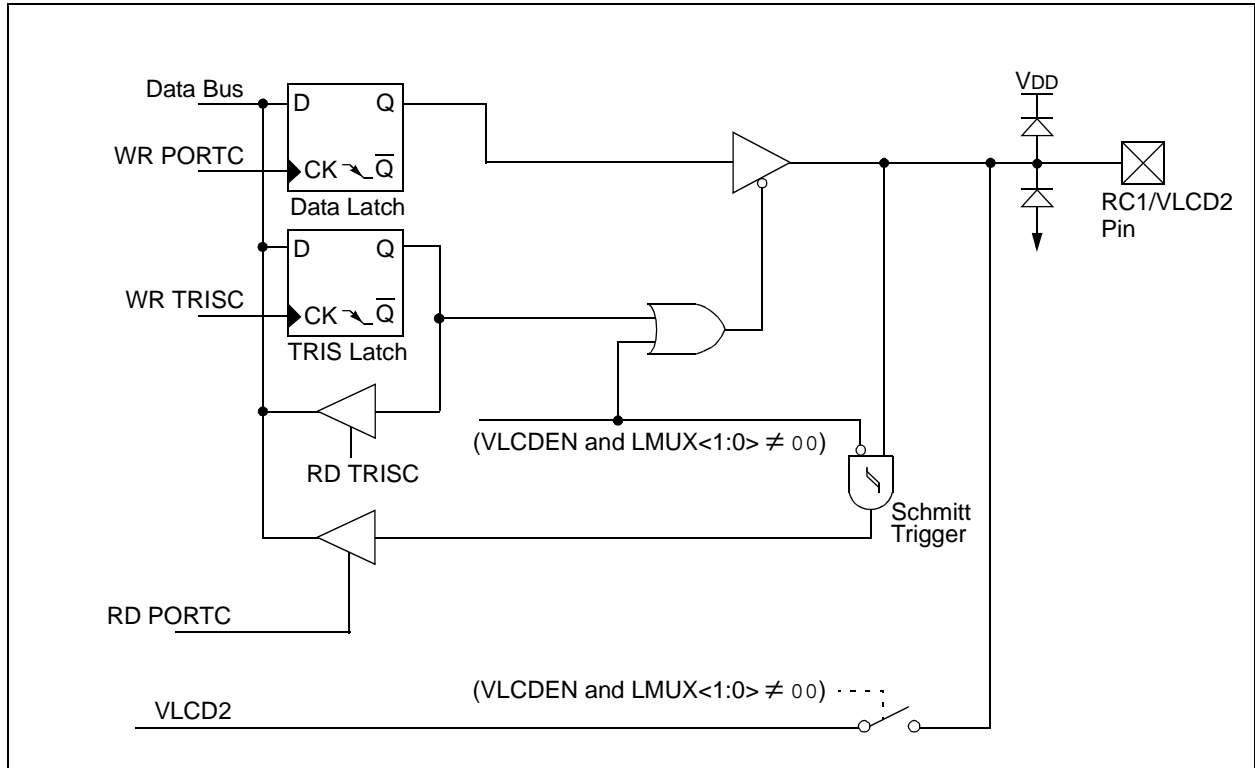 Data Bus
D Q
WR PORTC
CK Q̅
Data Latch
D Q
WR TRISC
CK Q̅
TRIS Latch
RD TRISC
(VLCDEN and LMUX<1:0> ≠ 00)
Schmitt
Trigger
RD PORTC
VDD
RC1/VLCD2
Pin
(VLCDEN and LMUX<1:0> ≠ 00)
VLCD2